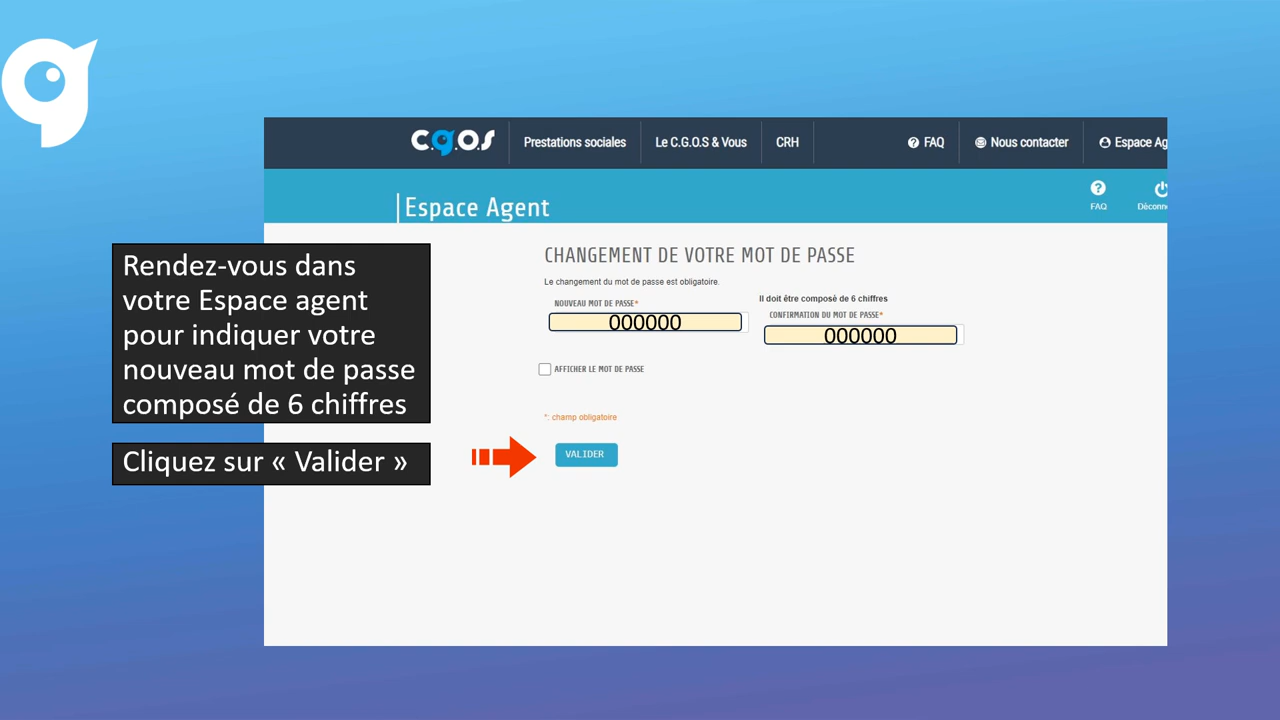 c.g.o.s
Prestations sociales
Le C.G.O.S & Vous
CRH
FAQ
Nous contacter
Espace Ag
Espace Agent
FAQ
Déconn
Rendez-vous dans
votre Espace agent
pour indiquer votre
nouveau mot de passe
composé de 6 chiffres
Cliquez sur « Valider »
CHANGEMENT DE VOTRE MOT DE PASSE
Le changement du mot de passe est obligatoire.
NOUVEAU MOT DE PASSE*
000000
Il doit être composé de 6 chiffres
CONFIRMATION DU MOT DE PASSE*
000000
AFFICHER LE MOT DE PASSE
*: champ obligatoire
VALIDER